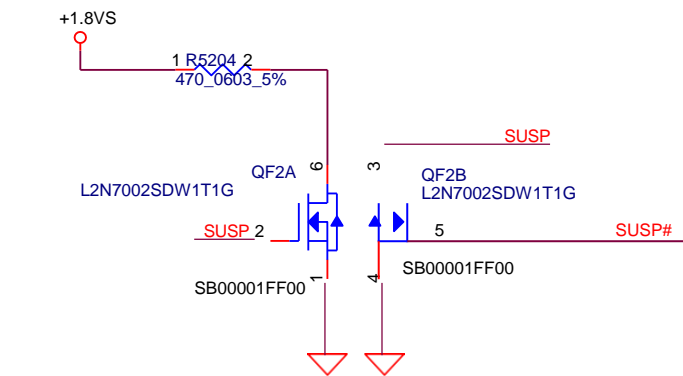 +1.8VS
1 R5204 2
470_0603_5%
SUSP
6
3
QF2A
QF2B
L2N7002SDW1T1G
L2N7002SDW1T1G
SUSP 2
5
SUSP#
SB00001FF00
1
4
SB00001FF00